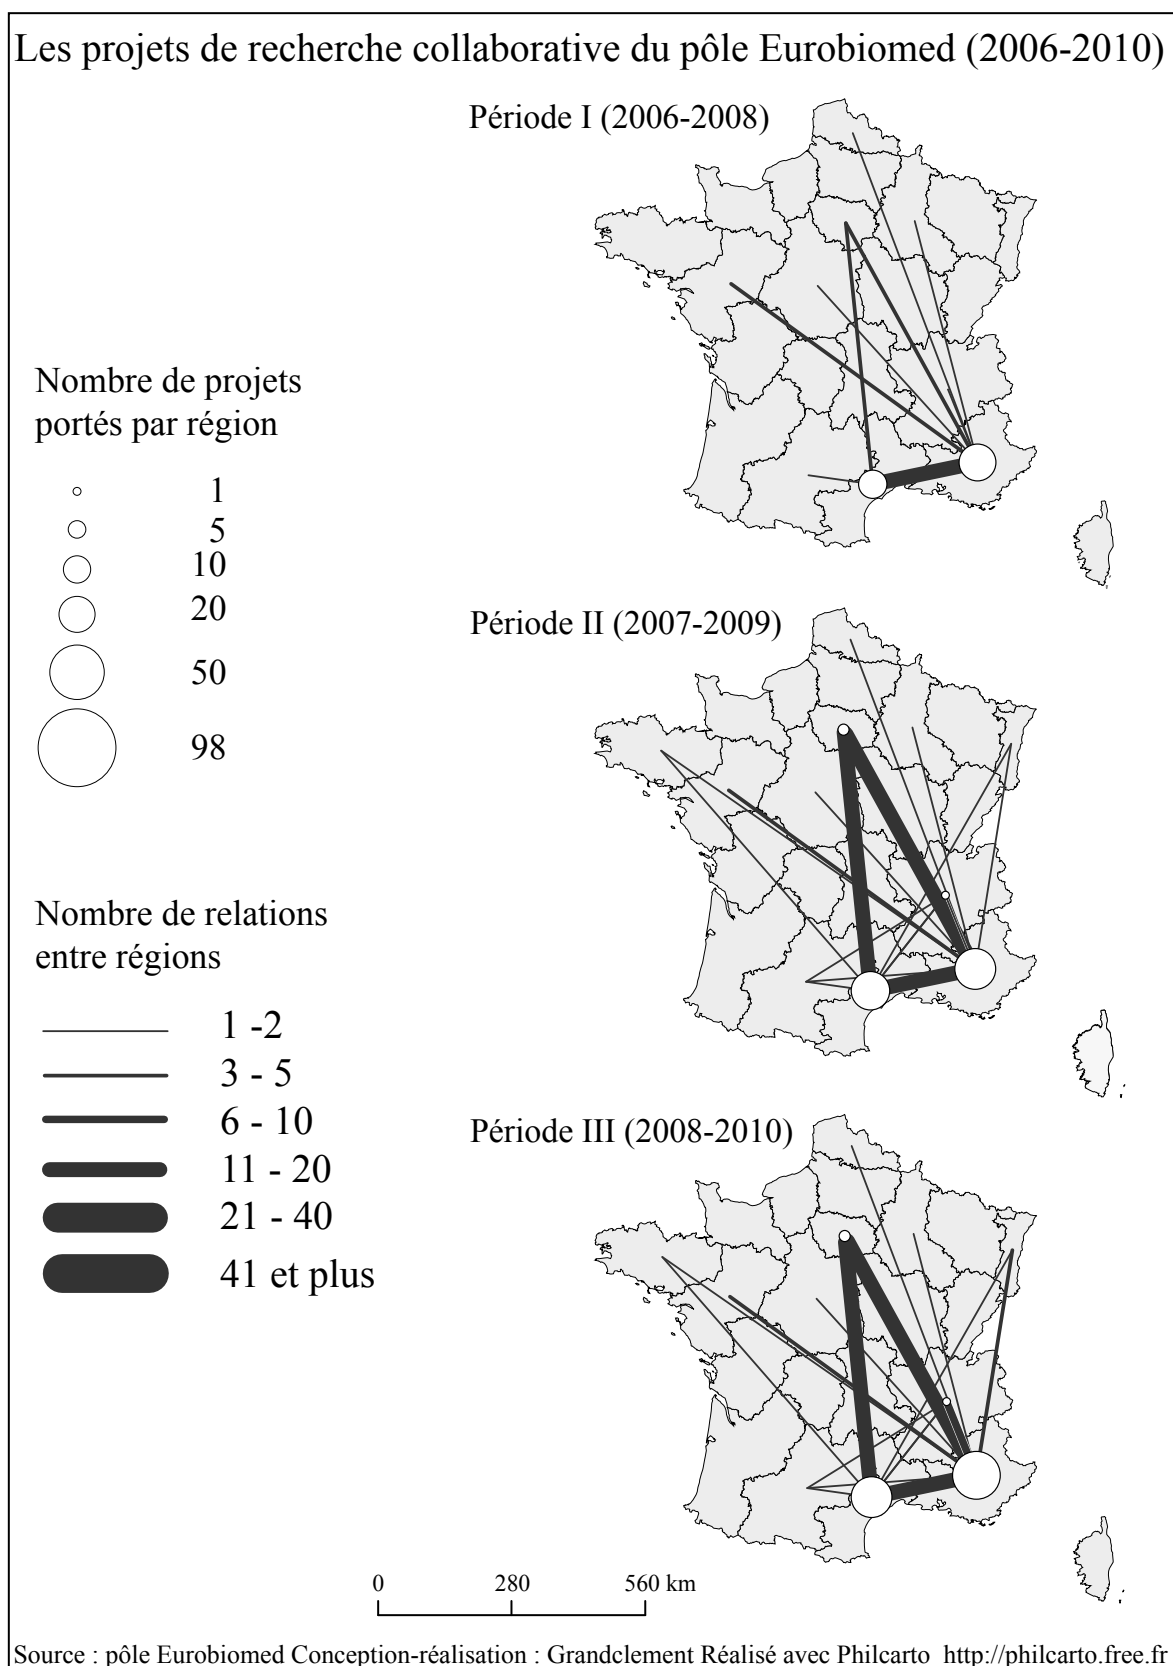 Les projets de recherche collaborative du pôle Eurobiomed (2006-2010)
Période I (2006-2008)
Nombre de projets
portés par région
1
5
10
20
50
98
Période II (2007-2009)
Nombre de relations
entre régions
1 -2
3 - 5
6 - 10
11 - 20
21 - 40
41 et plus
Période III (2008-2010)
0 280 560 km
Source : pôle Eurobiomed Conception-réalisation : Grandclement Réalisé avec Philcarto http://philcarto.free.fr